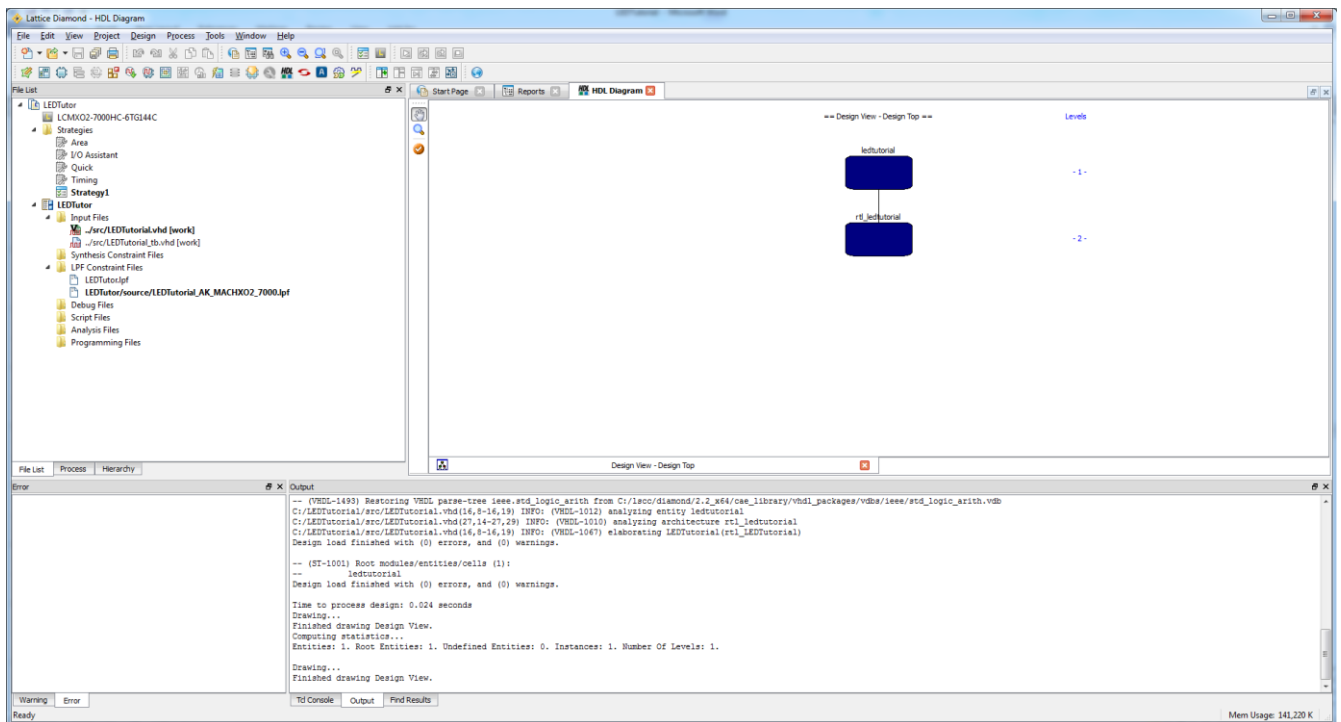 Lattice Diamond - HDL Diagram
File Edit View Project Design Process Tools Window Help
File List
Start Page Reports HDL Diagram
LEDTutor
LCMXO2-7000HC-6TG144C
Strategies
Area
I/O Assistant
Quick
Timing
Strategy1
LEDTutor
Input Files
../src/LEDTutorial.vhd [work]
../src/LEDTutorial_tb.vhd [work]
Synthesis Constraint Files
LPF Constraint Files
LEDTutor.lpf
LEDTutor/source/LEDTutorial_AK_MACHXO2_7000.lpf
Debug Files
Script Files
Analysis Files
Programming Files
== Design View - Design Top == Levels
ledtutorial
- 1 -
rtl_ledtutorial
- 2 -
File List Process Hierarchy
Design View - Design Top
Error
Output
-- (VHDL-1493) Restoring VHDL parse-tree ieee.std_logic_arith from C:/lscc/diamond/2.2_x64/cae_library/vhdl_packages/vdbs/ieee/std_logic_arith.vdb
C:/LEDTutorial/src/LEDTutorial.vhd(16,8-16,19) INFO: (VHDL-1012) analyzing entity ledtutorial
C:/LEDTutorial/src/LEDTutorial.vhd(27,14-27,29) INFO: (VHDL-1010) analyzing architecture rtl_ledtutorial
C:/LEDTutorial/src/LEDTutorial.vhd(16,8-16,19) INFO: (VHDL-1067) elaborating LEDTutorial(rtl_LEDTutorial)
Design load finished with (0) errors, and (0) warnings.
-- (ST-1001) Root modules/entities/cells (1):
-- ledtutorial
Design load finished with (0) errors, and (0) warnings.
Time to process design: 0.024 seconds
Drawing...
Finished drawing Design View.
Computing statistics...
Entities: 1. Root Entities: 1. Undefined Entities: 0. Instances: 1. Number Of Levels: 1.
Drawing...
Finished drawing Design View.
Warning Error
Tcl Console Output Find Results
Ready
Mem Usage: 141,220 K